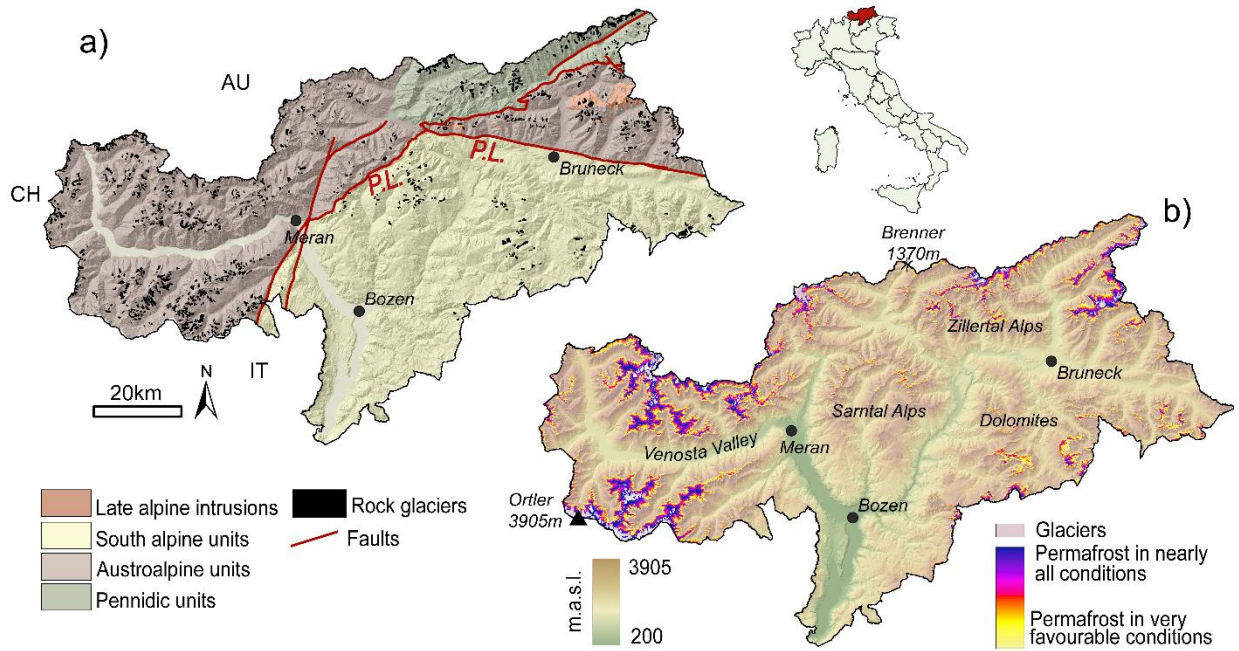 a)
AU
CH
IT
P.L.
P.L.
Bruneck
Meran
Bozen
20km
N
Late alpine intrusions
South alpine units
Austroalpine units
Pennidic units
Rock glaciers
Faults
b)
Brenner
1370m
Zillertal Alps
Bruneck
Sarntal Alps
Dolomites
Venosta Valley
Meran
Bozen
Ortler
3905m
m.a.s.l.
3905
200
Glaciers
Permafrost in nearly
all conditions
Permafrost in very
favourable conditions